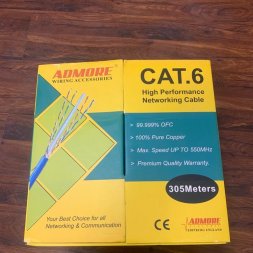 ADMORE
WIRING ACCESSORIES
CAT.6
High Performance
Networking Cable
> 99.999% OFC
> 100% Pure Copper
> Max. Speed UP TO 550MHz
> Premium Quality Warranty.
305Meters
Your Best Choice for all
Networking & Communication
CE
ADMORE